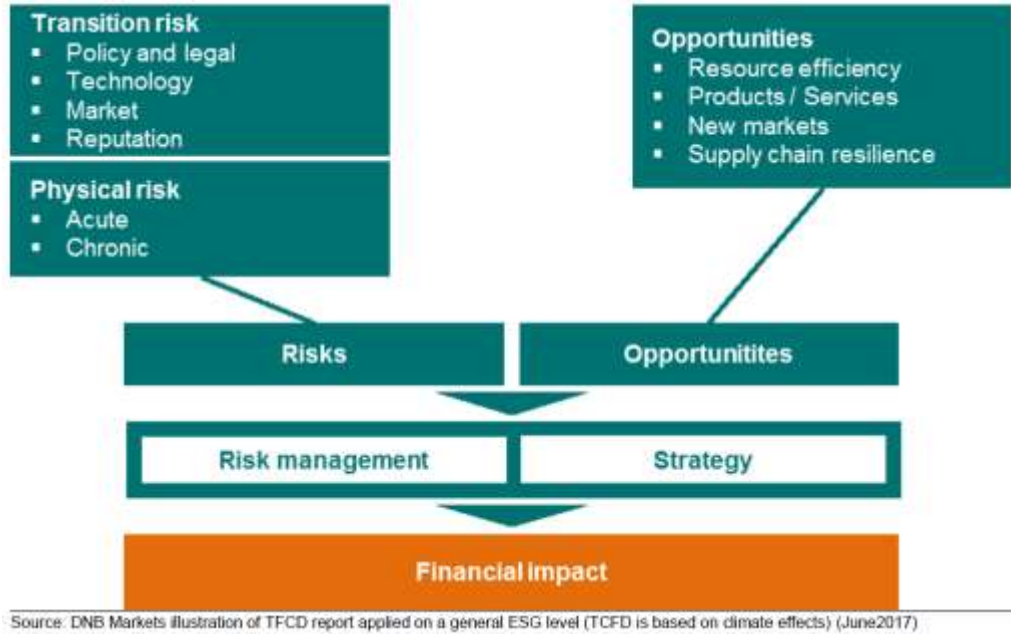 Transition risk
▪ Policy and legal
▪ Technology
▪ Market
▪ Reputation
Physical risk
▪ Acute
▪ Chronic
Opportunities
▪ Resource efficiency
▪ Products / Services
▪ New markets
▪ Supply chain resilience
Risks
Opportunitites
Risk management
Strategy
Financial impact
Source: DNB Markets illustration of TFCD report applied on a general ESG level (TCFD is based on climate effects) (June2017)